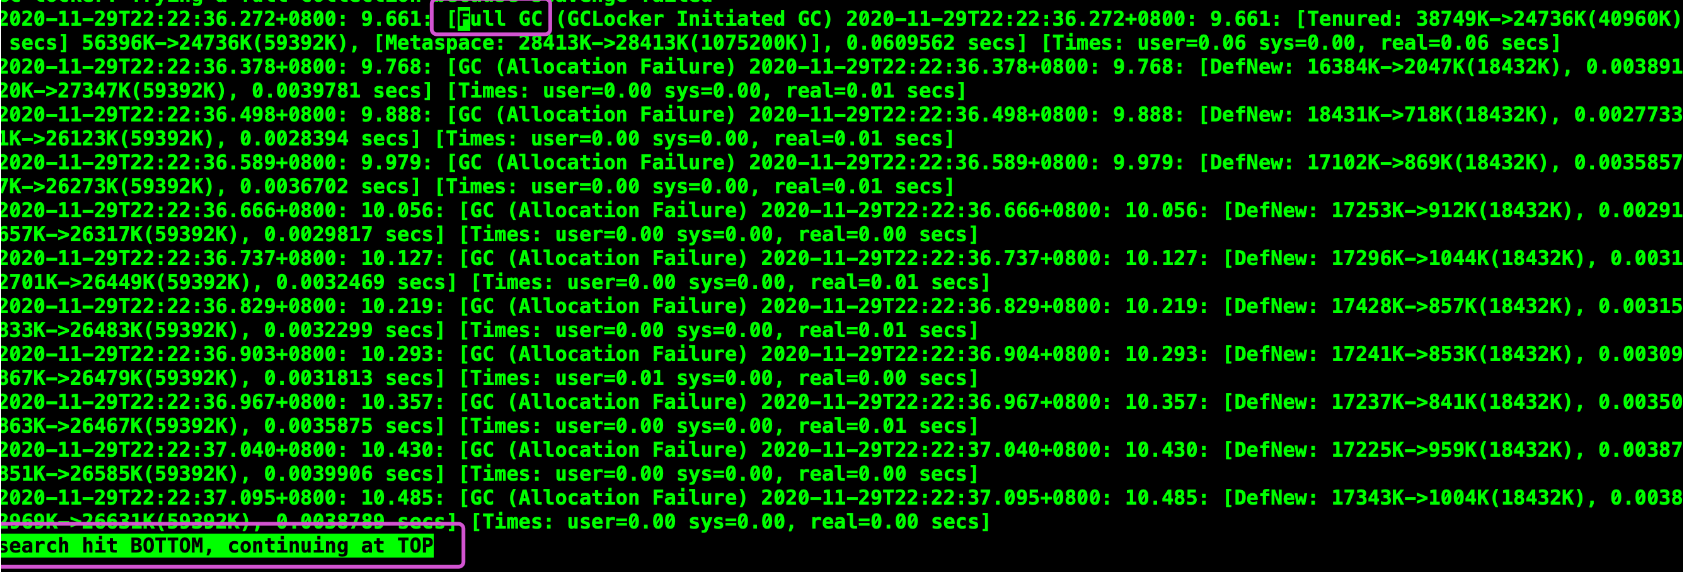 2020-11-29T22:22:36.272+0800: 9.661: [Full GC (GCLocker Initiated GC) 2020-11-29T22:22:36.272+0800: 9.661: [Tenured: 38749K->24736K(40960K)
secs] 56396K->24736K(59392K), [Metaspace: 28413K->28413K(1075200K)], 0.0609562 secs] [Times: user=0.06 sys=0.00, real=0.06 secs]
2020-11-29T22:22:36.378+0800: 9.768: [GC (Allocation Failure) 2020-11-29T22:22:36.378+0800: 9.768: [DefNew: 16384K->2047K(18432K), 0.003891
20K->27347K(59392K), 0.0039781 secs] [Times: user=0.00 sys=0.00, real=0.01 secs]
2020-11-29T22:22:36.498+0800: 9.888: [GC (Allocation Failure) 2020-11-29T22:22:36.498+0800: 9.888: [DefNew: 18431K->718K(18432K), 0.0027733
1K->26123K(59392K), 0.0028394 secs] [Times: user=0.00 sys=0.00, real=0.01 secs]
2020-11-29T22:22:36.589+0800: 9.979: [GC (Allocation Failure) 2020-11-29T22:22:36.589+0800: 9.979: [DefNew: 17102K->869K(18432K), 0.0035857
7K->26273K(59392K), 0.0036702 secs] [Times: user=0.00 sys=0.00, real=0.01 secs]
2020-11-29T22:22:36.666+0800: 10.056: [GC (Allocation Failure) 2020-11-29T22:22:36.666+0800: 10.056: [DefNew: 17253K->912K(18432K), 0.00291
657K->26317K(59392K), 0.0029817 secs] [Times: user=0.00 sys=0.00, real=0.00 secs]
2020-11-29T22:22:36.737+0800: 10.127: [GC (Allocation Failure) 2020-11-29T22:22:36.737+0800: 10.127: [DefNew: 17296K->1044K(18432K), 0.0031
2701K->26449K(59392K), 0.0032469 secs] [Times: user=0.00 sys=0.00, real=0.01 secs]
2020-11-29T22:22:36.829+0800: 10.219: [GC (Allocation Failure) 2020-11-29T22:22:36.829+0800: 10.219: [DefNew: 17428K->857K(18432K), 0.00315
833K->26483K(59392K), 0.0032299 secs] [Times: user=0.00 sys=0.00, real=0.01 secs]
2020-11-29T22:22:36.903+0800: 10.293: [GC (Allocation Failure) 2020-11-29T22:22:36.904+0800: 10.293: [DefNew: 17241K->853K(18432K), 0.00309
867K->26479K(59392K), 0.0031813 secs] [Times: user=0.01 sys=0.00, real=0.00 secs]
2020-11-29T22:22:36.967+0800: 10.357: [GC (Allocation Failure) 2020-11-29T22:22:36.967+0800: 10.357: [DefNew: 17237K->841K(18432K), 0.00350
863K->26467K(59392K), 0.0035875 secs] [Times: user=0.00 sys=0.00, real=0.01 secs]
2020-11-29T22:22:37.040+0800: 10.430: [GC (Allocation Failure) 2020-11-29T22:22:37.040+0800: 10.430: [DefNew: 17225K->959K(18432K), 0.00387
851K->26585K(59392K), 0.0039906 secs] [Times: user=0.00 sys=0.00, real=0.00 secs]
2020-11-29T22:22:37.095+0800: 10.485: [GC (Allocation Failure) 2020-11-29T22:22:37.095+0800: 10.485: [DefNew: 17343K->1004K(18432K), 0.0038
2969K->26631K(59392K), 0.0038789 secs] [Times: user=0.00 sys=0.00, real=0.00 secs]
search hit BOTTOM, continuing at TOP